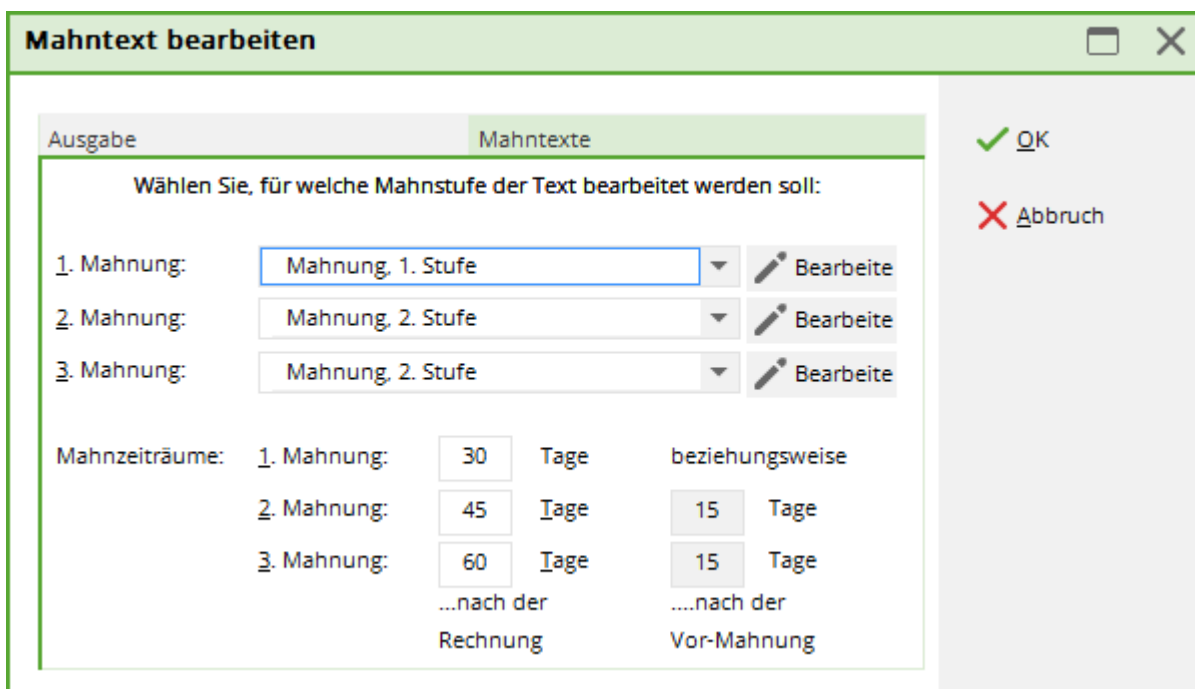 Mahntext bearbeiten
Ausgabe Mahntexte
OK
Wählen Sie, für welche Mahnstufe der Text bearbeitet werden soll:
Abbruch
1. Mahnung: Mahnung, 1. Stufe Bearbeite
2. Mahnung: Mahnung, 2. Stufe Bearbeite
3. Mahnung: Mahnung, 2. Stufe Bearbeite
Mahnzeiträume: 1. Mahnung: 30 Tage beziehungsweise
2. Mahnung: 45 Tage 15 Tage
3. Mahnung: 60 Tage 15 Tage
...nach der ....nach der
Rechnung Vor-Mahnung